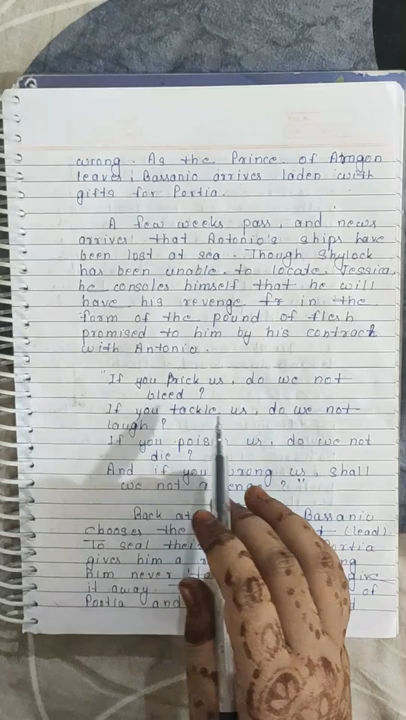 wrong. As the Prince of Arragon
leaves, Bassanio arrives laden with
gifts for Portia.
A few weeks pass, and news
arrives that Antonio's ships have
been lost at sea. Though Shylock
has been unable to locate Jessica,
he consoles himself that he will
have his revenge fr in the
form of the pound of flesh
promised to him by his contract
with Antonio.
"If you prick us, do we not
bleed?
If you tackle us, do we not
laugh?
If you poison us, do we not
die?
And if you wrong us, shall
we not revenge?"
Back at Bassanio
chooses the (lead)
To seal their Portia
gives him a
him never give
it away. of
Portia and